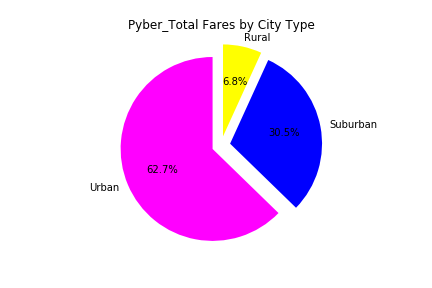 Pyber_Total Fares by City Type
Rural
6.8%
30.5%
Suburban
62.7%
Urban